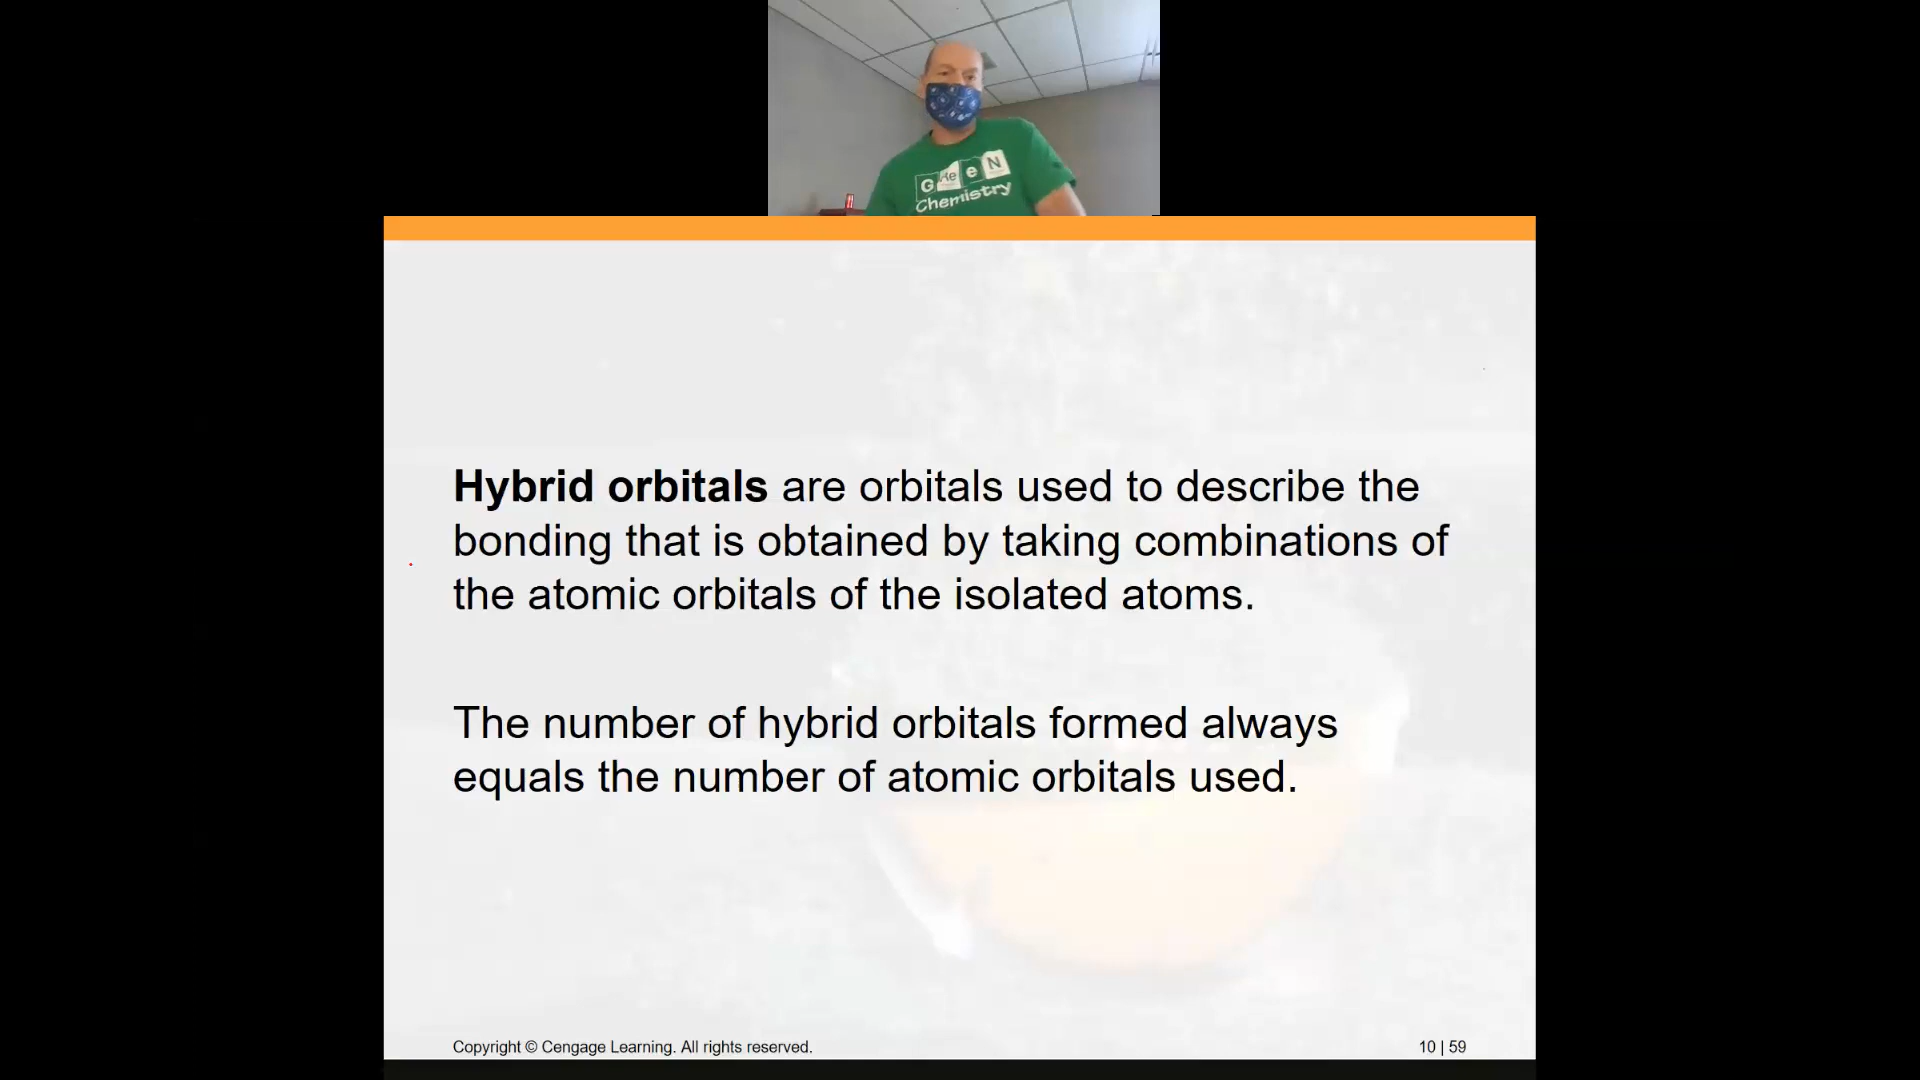 G Re e N
Chemistry
Hybrid orbitals are orbitals used to describe the
bonding that is obtained by taking combinations of
the atomic orbitals of the isolated atoms.
The number of hybrid orbitals formed always
equals the number of atomic orbitals used.
Copyright © Cengage Learning. All rights reserved.
10 | 59